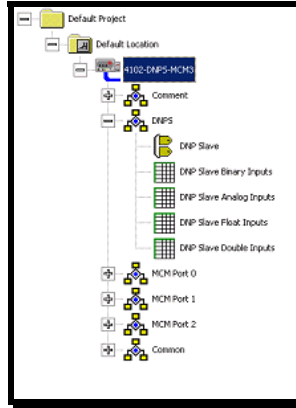 Default Project
Default Location
4102-DNPS-MCM3
Comment
DNPS
DNP Slave
DNP Slave Binary Inputs
DNP Slave Analog Inputs
DNP Slave Float Inputs
DNP Slave Double Inputs
MCM Port 0
MCM Port 1
MCM Port 2
Common